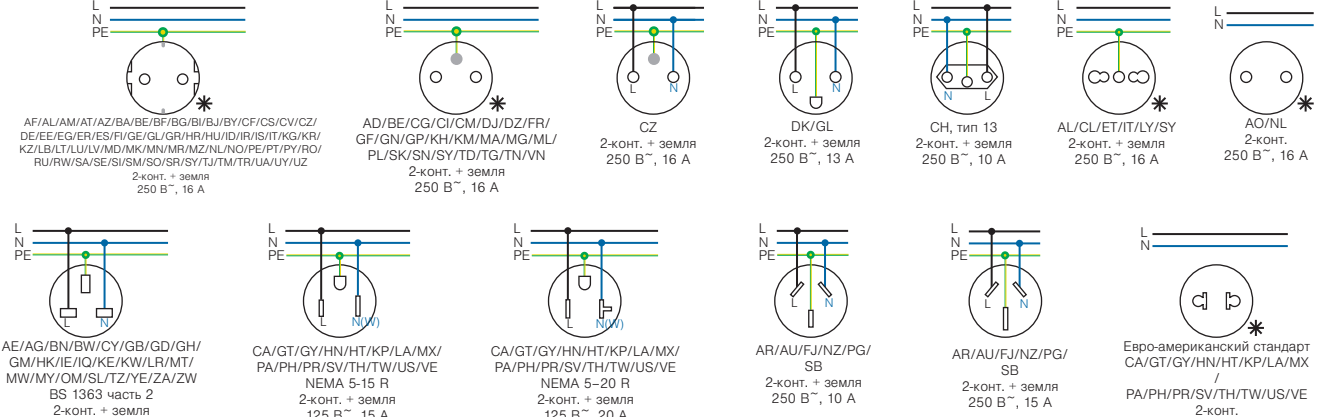 L
N
PE
AF/AL/AM/AT/AZ/BA/BE/BF/BG/BI/BJ/BY/CF/CS/CV/CZ/
DE/EE/EG/ER/ES/FI/GE/GL/GR/HR/HU/ID/IR/IS/IT/KG/KR/
KZ/LB/LT/LU/LV/MD/MK/MN/MR/MZ/NL/NO/PE/PT/PY/RO/
RU/RW/SA/SE/SI/SM/SO/SR/SY/TJ/TM/TR/UA/UY/UZ
2-конт. + земля
250 В~, 16 А
L
N
PE
AD/BE/CG/CI/CM/DJ/DZ/FR/
GF/GN/GP/KH/KM/MA/MG/ML/
PL/SK/SN/SY/TD/TG/TN/VN
2-конт. + земля
250 В~, 16 А
L
N
PE
L
N
CZ
2-конт. + земля
250 В~, 16 А
L
N
PE
L
N
DK/GL
2-конт. + земля
250 В~, 13 А
L
N
PE
N
L
CH, тип 13
2-конт. + земля
250 В~, 10 А
L
N
PE
AL/CL/ET/IT/LY/SY
2-конт. + земля
250 В~, 16 А
L
N
AO/NL
2-конт.
250 В~, 16 А
L
N
PE
L
N
AE/AG/BN/BW/CY/GB/GD/GH/
GM/HK/IE/IQ/KE/KW/LR/MT/
MW/MY/OM/SL/TZ/YE/ZA/ZW
BS 1363 часть 2
2-конт. + земля
L
N
PE
L
N(W)
CA/GT/GY/HN/HT/KP/LA/MX/
PA/PH/PR/SV/TH/TW/US/VE
NEMA 5-15 R
2-конт. + земля
125 В~, 15 А
L
N
PE
L
N(W)
CA/GT/GY/HN/HT/KP/LA/MX/
PA/PH/PR/SV/TH/TW/US/VE
NEMA 5–20 R
2-конт. + земля
125 В~, 20 А
L
N
PE
L
N
AR/AU/FJ/NZ/PG/
SB
2-конт. + земля
250 В~, 10 А
L
N
PE
L
N
AR/AU/FJ/NZ/PG/
SB
2-конт. + земля
250 В~, 15 А
L
N
Евро-американский стандарт
CA/GT/GY/HN/HT/KP/LA/MX
/
PA/PH/PR/SV/TH/TW/US/VE
2-конт.